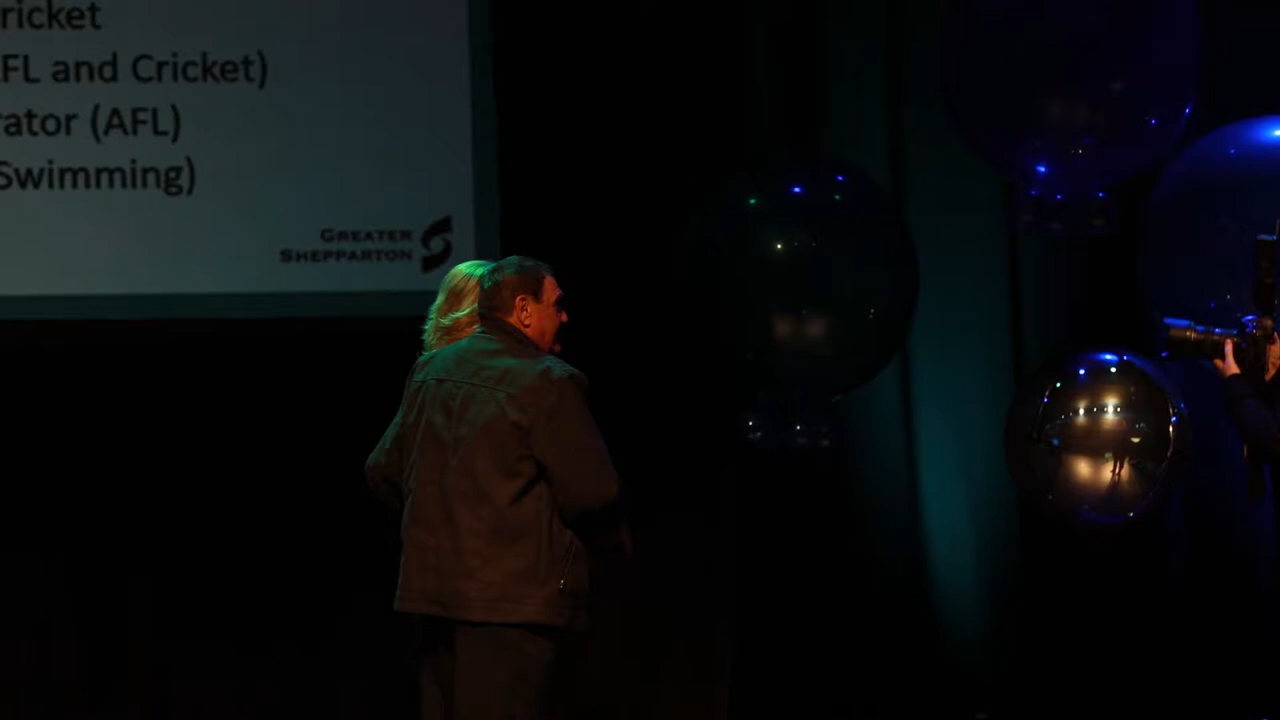 ricket
FL and Cricket)
rator (AFL)
Swimming)
GREATER
SHEPPARTON